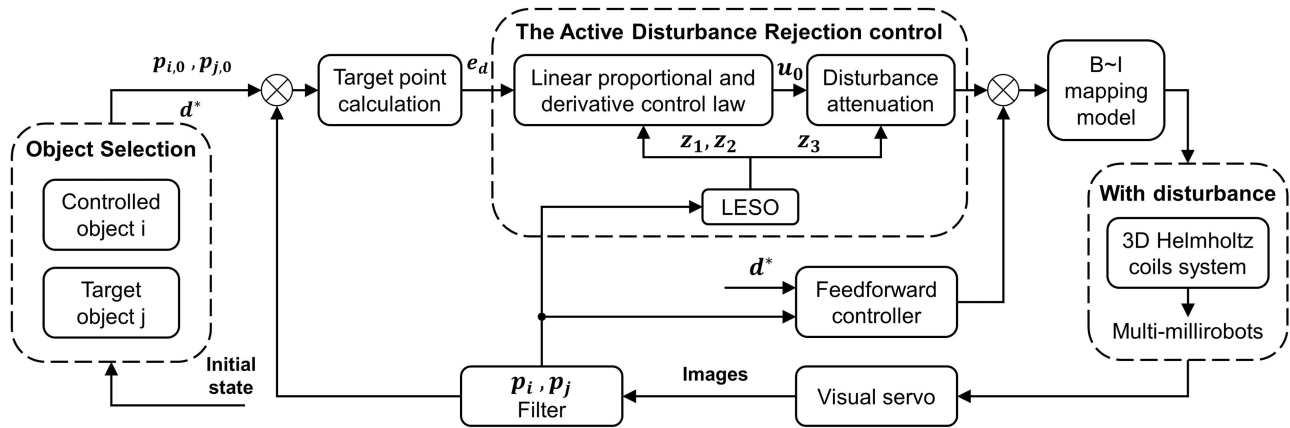 The Active Disturbance Rejection control
p_{i,0} , p_{j,0}
d*
Target point
calculation
e_d
Linear proportional and
derivative control law
u_0
Disturbance
attenuation
B~I
mapping
model
z_1, z_2
z_3
LESO
Object Selection
Controlled
object i
Target
object j
Initial
state
With disturbance
3D Helmholtz
coils system
Multi-millirobots
d*
Feedforward
controller
p_i , p_j
Filter
Images
Visual servo